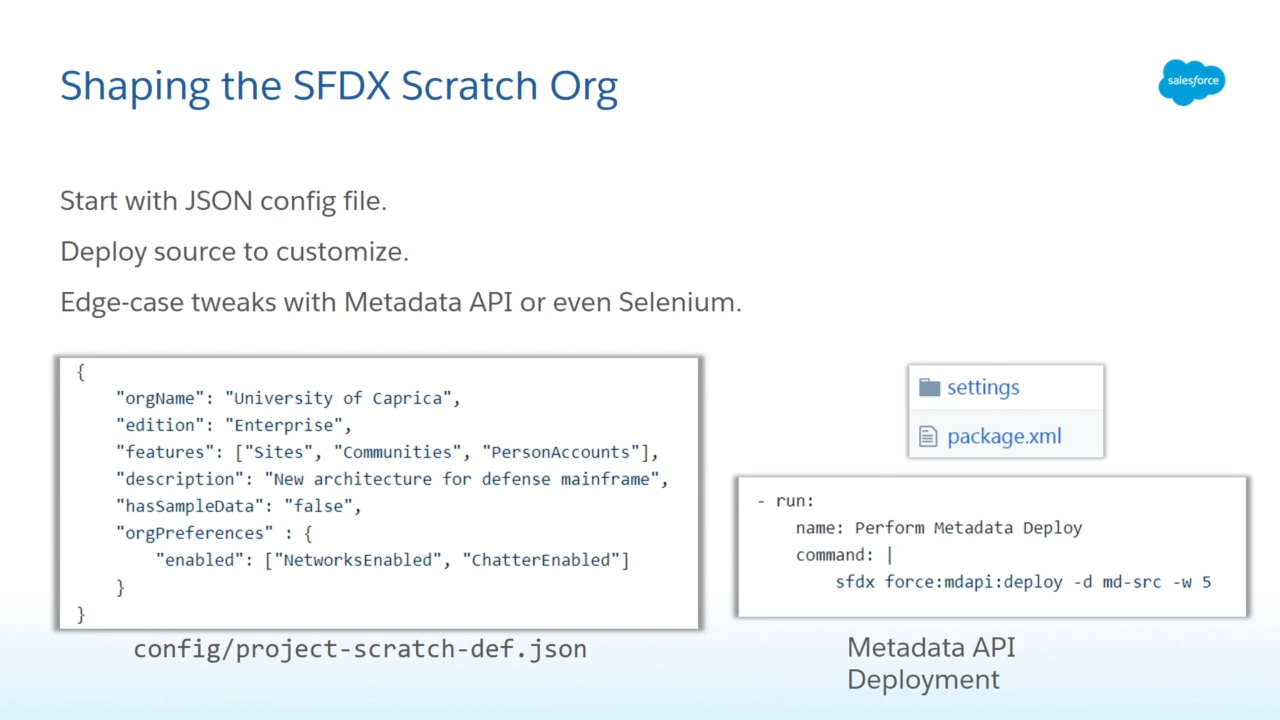 Shaping the SFDX Scratch Org
salesforce
Start with JSON config file.
Deploy source to customize.
Edge-case tweaks with Metadata API or even Selenium.
{
"orgName": "University of Caprica",
"edition": "Enterprise",
"features": ["Sites", "Communities", "PersonAccounts"],
"description": "New architecture for defense mainframe",
"hasSampleData": "false",
"orgPreferences" : {
"enabled": ["NetworksEnabled", "ChatterEnabled"]
}
}
config/project-scratch-def.json
settings
package.xml
- run:
name: Perform Metadata Deploy
command: |
sfdx force:mdapi:deploy -d md-src -w 5
Metadata API
Deployment